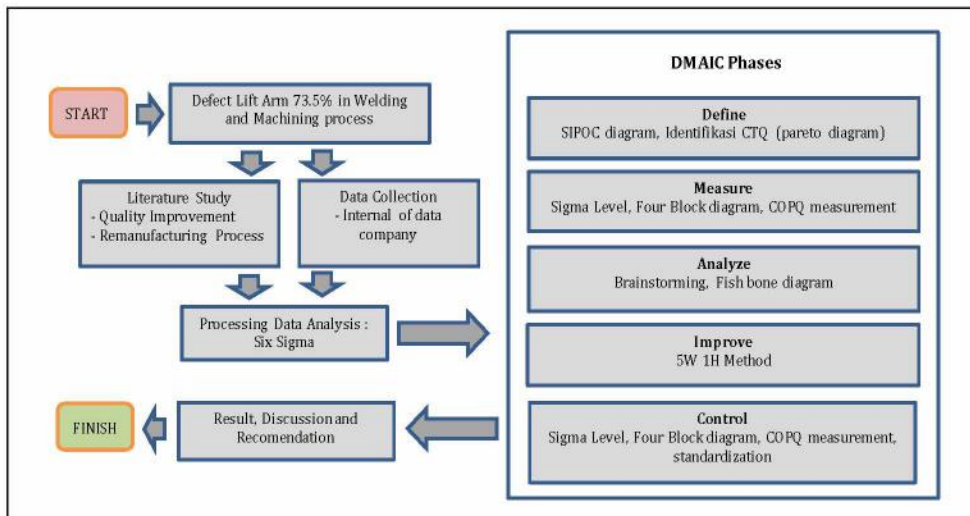 START
Defect Lift Arm 73.5% in Welding
and Machining process
Literature Study
- Quality Improvement
- Remanufacturing Process
Data Collection
- Internal of data
company
Processing Data Analysis :
Six Sigma
DMAIC Phases
Define
SIPOC diagram, Identifikasi CTQ (pareto diagram)
Measure
Sigma Level, Four Block diagram, COPQ measurement
Analyze
Brainstorming, Fish bone diagram
Improve
5W 1H Method
Control
Sigma Level, Four Block diagram, COPQ measurement,
standardization
Result, Discussion and
Recomendation
FINISH